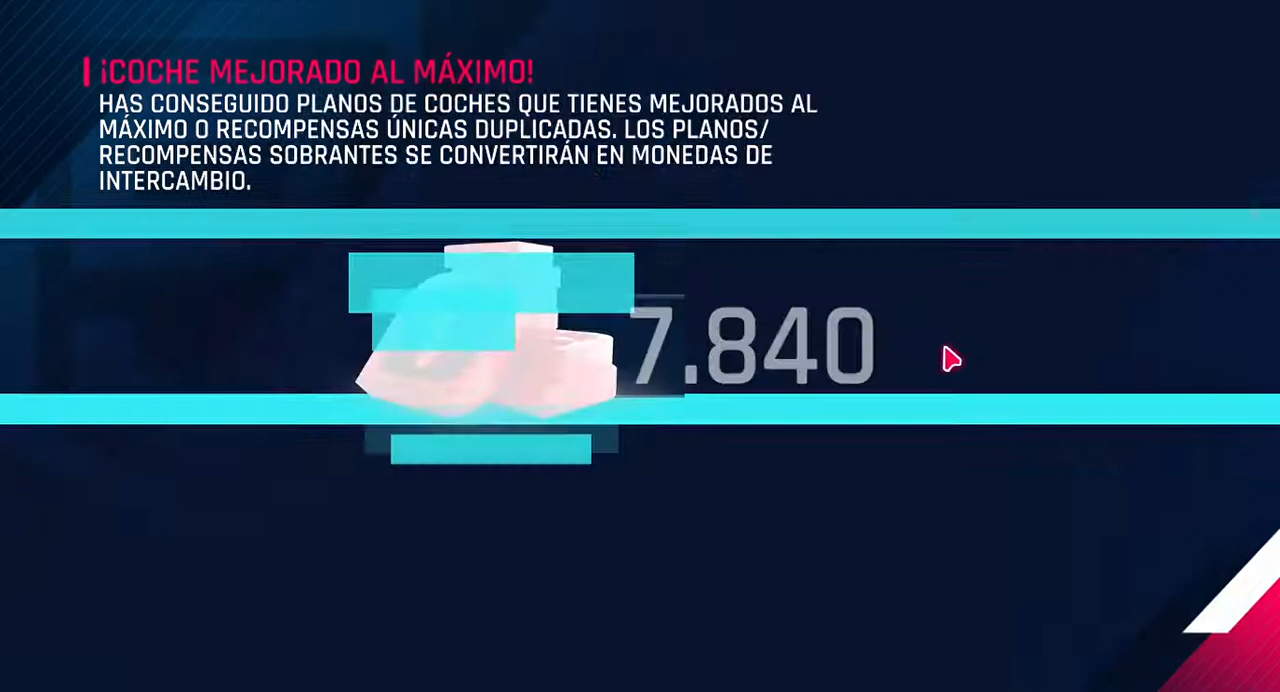 ¡COCHE MEJORADO AL MÁXIMO!
HAS CONSEGUIDO PLANOS DE COCHES QUE TIENES MEJORADOS AL
MÁXIMO O RECOMPENSAS ÚNICAS DUPLICADAS. LOS PLANOS/
RECOMPENSAS SOBRANTES SE CONVERTIRÁN EN MONEDAS DE
INTERCAMBIO.
7.840